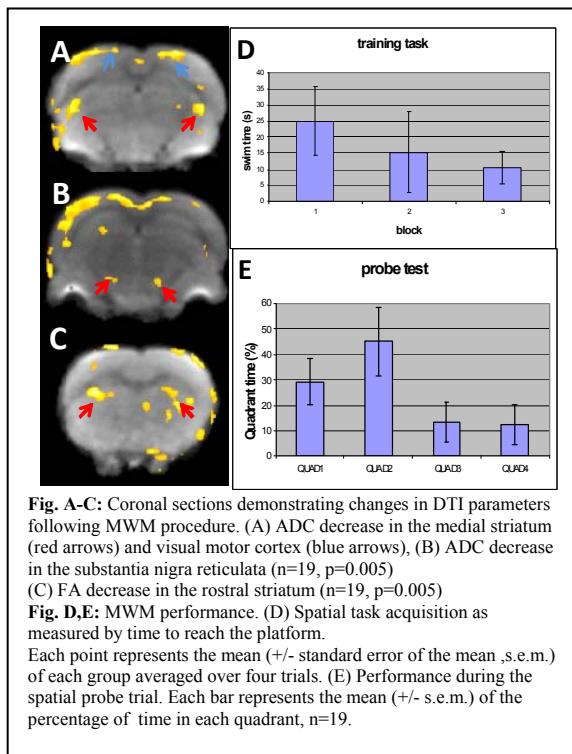 A
B
C
D
training task
swim time (s)
40
35
30
25
20
15
10
5
0
1
2
3
block
E
probe test
Quadrant time (%)
60
50
40
30
20
10
0
QUAD1
QUAD2
QUAD3
QUAD4
Fig. A-C: Coronal sections demonstrating changes in DTI parameters
following MWM procedure. (A) ADC decrease in the medial striatum
(red arrows) and visual motor cortex (blue arrows), (B) ADC decrease
in the substantia nigra reticulata (n=19, p=0.005)
(C) FA decrease in the rostral striatum (n=19, p=0.005)
Fig. D,E: MWM performance. (D) Spatial task acquisition as
measured by time to reach the platform.
Each point represents the mean (+/- standard error of the mean ,s.e.m.)
of each group averaged over four trials. (E) Performance during the
spatial probe trial. Each bar represents the mean (+/- s.e.m.) of the
percentage of time in each quadrant, n=19.